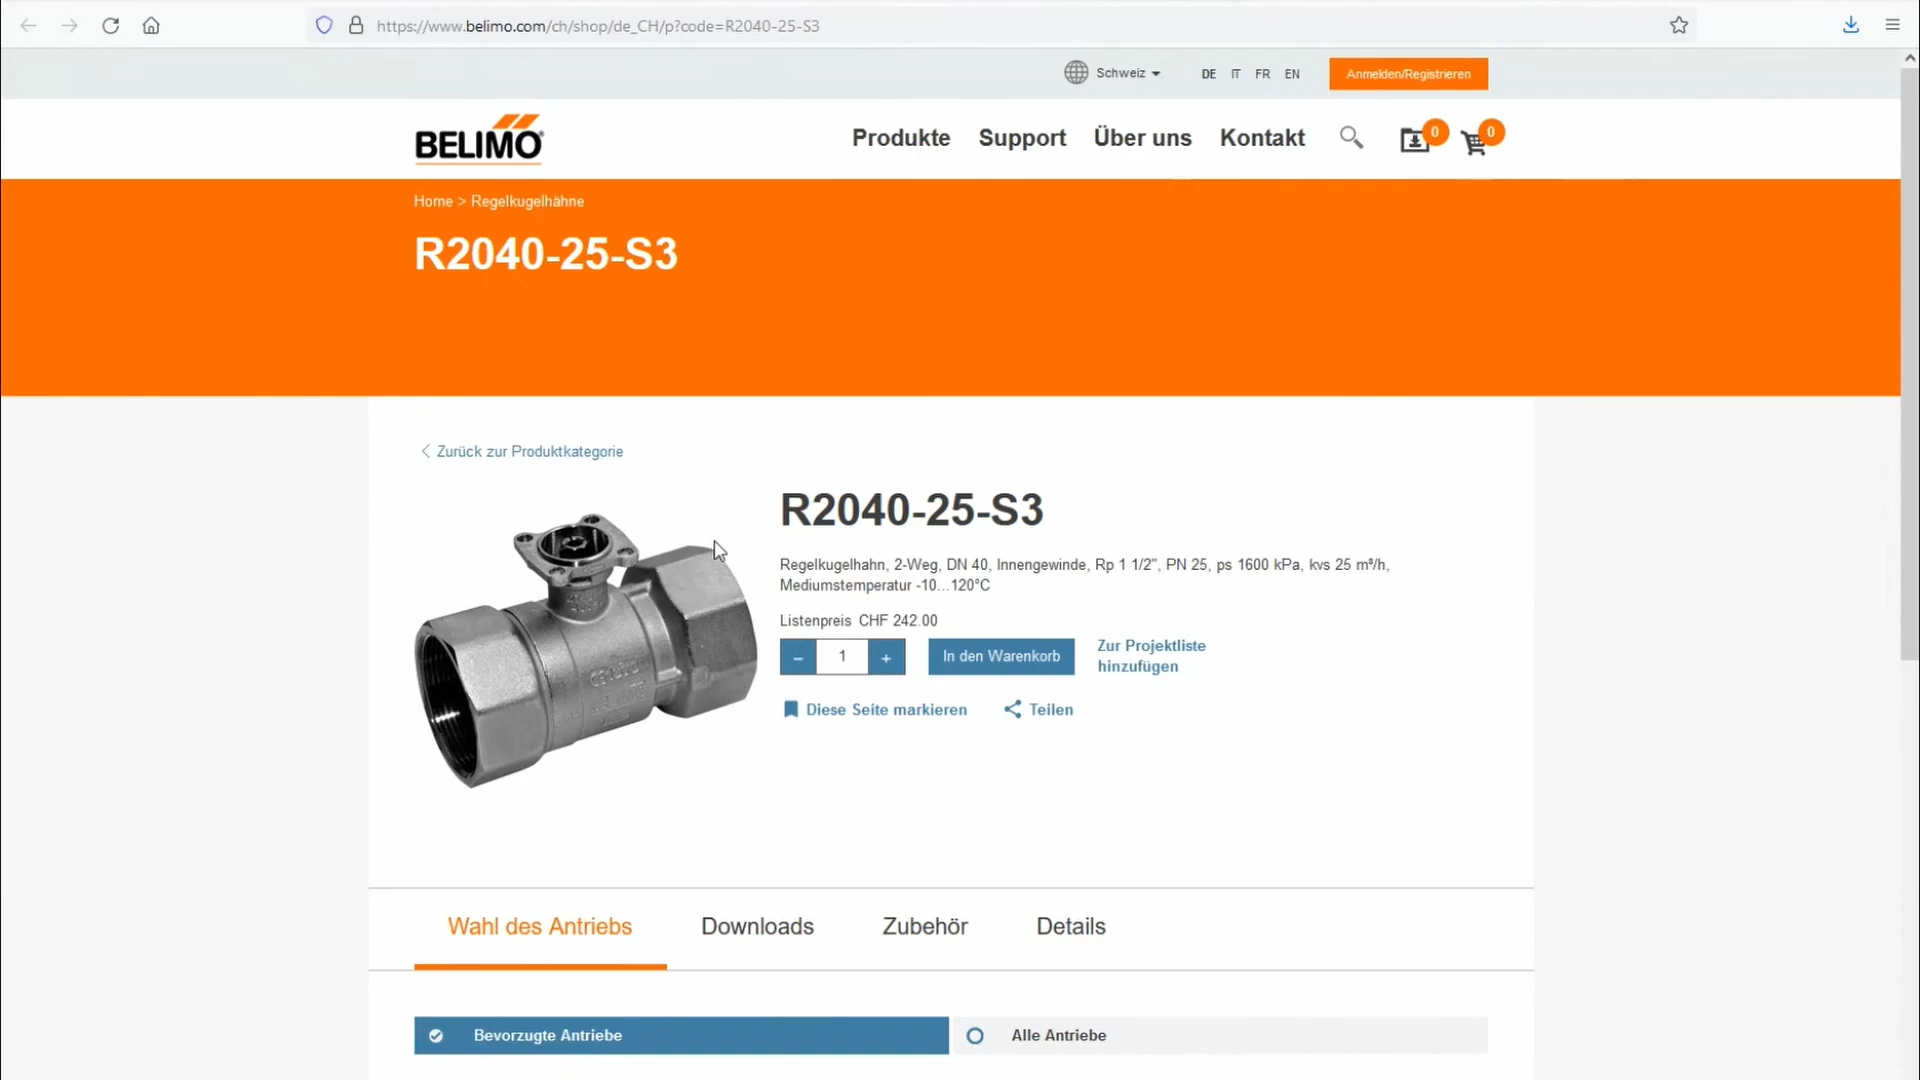 https://www.belimo.com/ch/shop/de_CH/p?code=R2040-25-S3
Schweiz
DE IT FR EN
Anmelden/Registrieren
BELIMO
Produkte Support Über uns Kontakt
0
0
Home > Regelkugelhähne
R2040-25-S3
Zurück zur Produktkategorie
R2040-25-S3
Regelkugelhahn, 2-Weg, DN 40, Innengewinde, Rp 1 1/2", PN 25, ps 1600 kPa, kvs 25 m³/h,
Mediumstemperatur -10...120°C
Listenpreis CHF 242.00
– 1 +
In den Warenkorb
Zur Projektliste
hinzufügen
Diese Seite markieren
Teilen
Wahl des Antriebs Downloads Zubehör Details
Bevorzugte Antriebe
Alle Antriebe